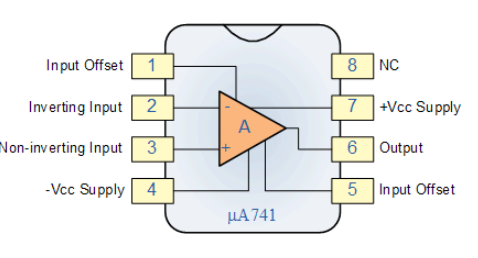 Input Offset 1
8 NC
Inverting Input 2 -
7 +Vcc Supply
A
Non-inverting Input 3 +
6 Output
-Vcc Supply 4
5 Input Offset
µA741